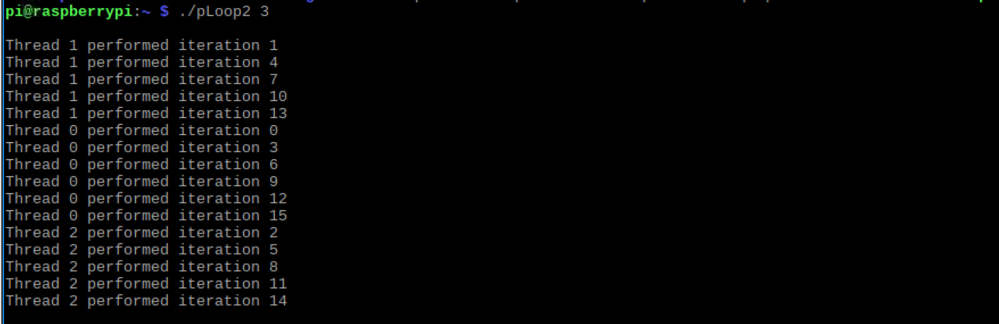 pi@raspberrypi:~ $ ./pLoop2 3
Thread 1 performed iteration 1
Thread 1 performed iteration 4
Thread 1 performed iteration 7
Thread 1 performed iteration 10
Thread 1 performed iteration 13
Thread 0 performed iteration 0
Thread 0 performed iteration 3
Thread 0 performed iteration 6
Thread 0 performed iteration 9
Thread 0 performed iteration 12
Thread 0 performed iteration 15
Thread 2 performed iteration 2
Thread 2 performed iteration 5
Thread 2 performed iteration 8
Thread 2 performed iteration 11
Thread 2 performed iteration 14